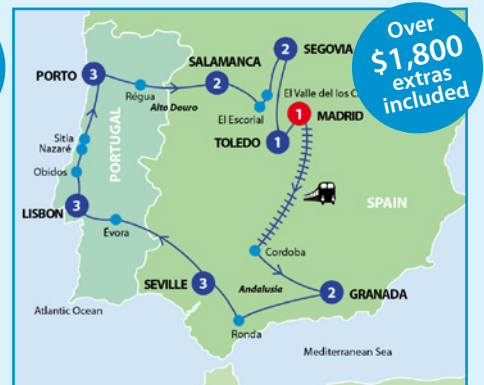 Over
$1,800
extras
included
PORTO
3
SALAMANCA
2
2
SEGOVIA
Régua
Alto Douro
El Escorial
El Valle del los C
1
MADRID
TOLEDO
1
Sitia
Nazaré
Obidos
PORTUGAL
SPAIN
LISBON
3
Évora
Cordoba
SEVILLE
3
Andalusia
2
GRANADA
Atlantic Ocean
Ronda
Mediterranean Sea